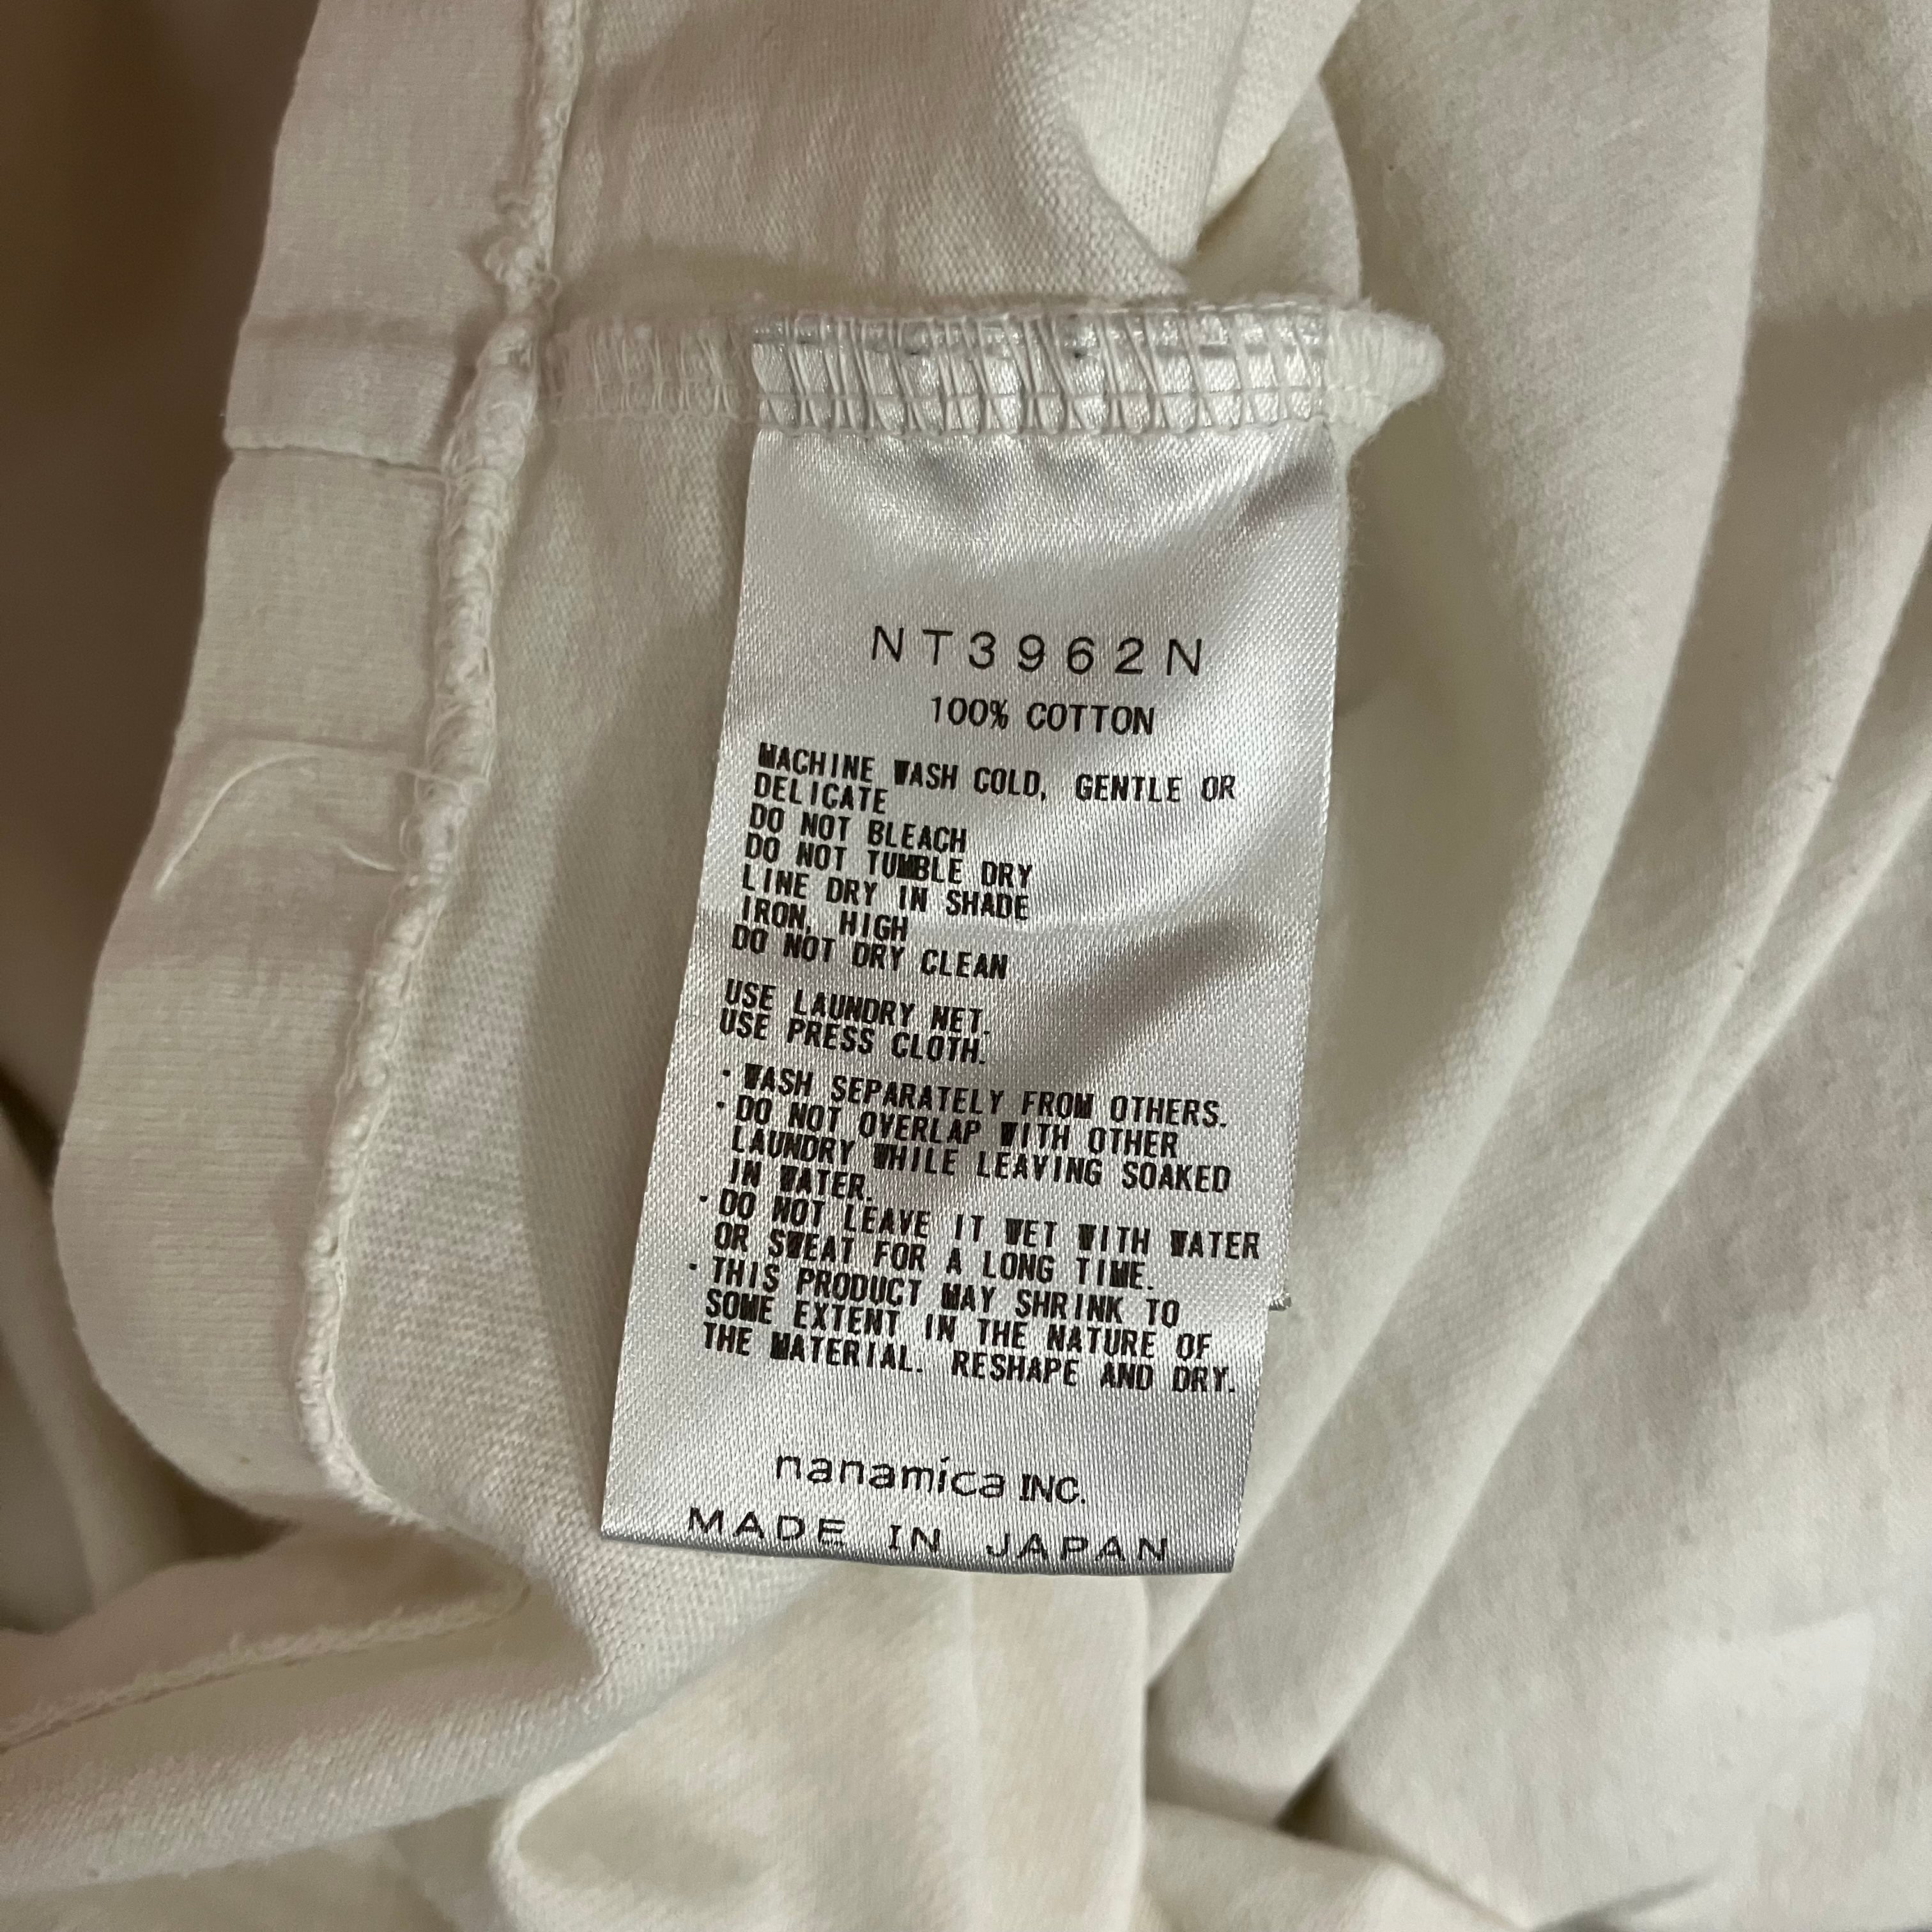 NT3962N
100% COTTON
MACHINE WASH COLD, GENTLE OR
DELICATE
DO NOT BLEACH
DO NOT TUMBLE DRY
LINE DRY IN SHADE
IRON, HIGH
DO NOT DRY CLEAN
USE LAUNDRY NET.
USE PRESS CLOTH.
・WASH SEPARATELY FROM OTHERS.
・DO NOT OVERLAP WITH OTHER
LAUNDRY WHILE LEAVING SOAKED
IN WATER.
・DO NOT LEAVE IT WET WITH WATER
OR SWEAT FOR A LONG TIME.
・THIS PRODUCT MAY SHRINK TO
SOME EXTENT IN THE NATURE OF
THE MATERIAL. RESHAPE AND DRY.
nanamica INC.
MADE IN JAPAN